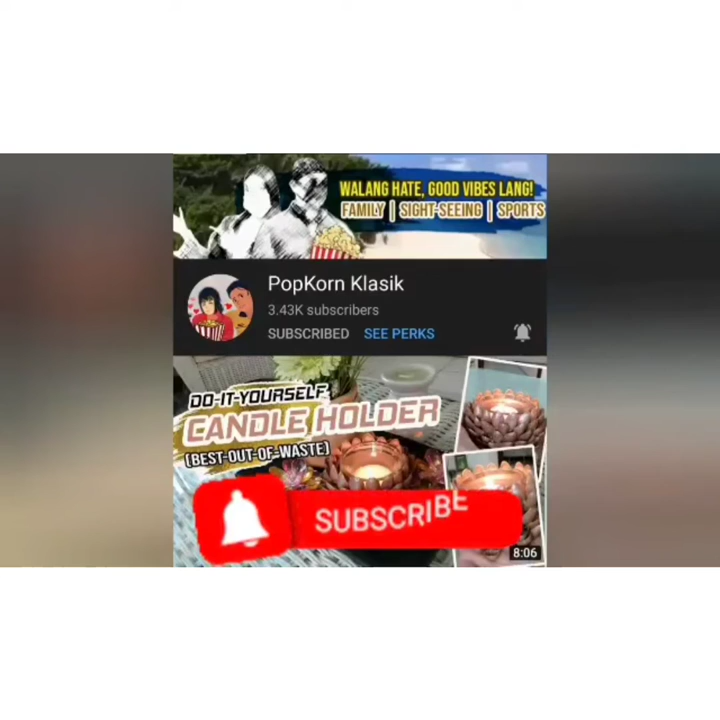 WALANG HATE, GOOD VIBES LANG!
FAMILY | SIGHT-SEEING | SPORTS
PopKorn Klasik
3.43K subscribers
SUBSCRIBED SEE PERKS
DO-IT-YOURSELF
CANDLE HOLDER
(BEST-OUT-OF-WASTE)
SUBSCRIBE
8:06